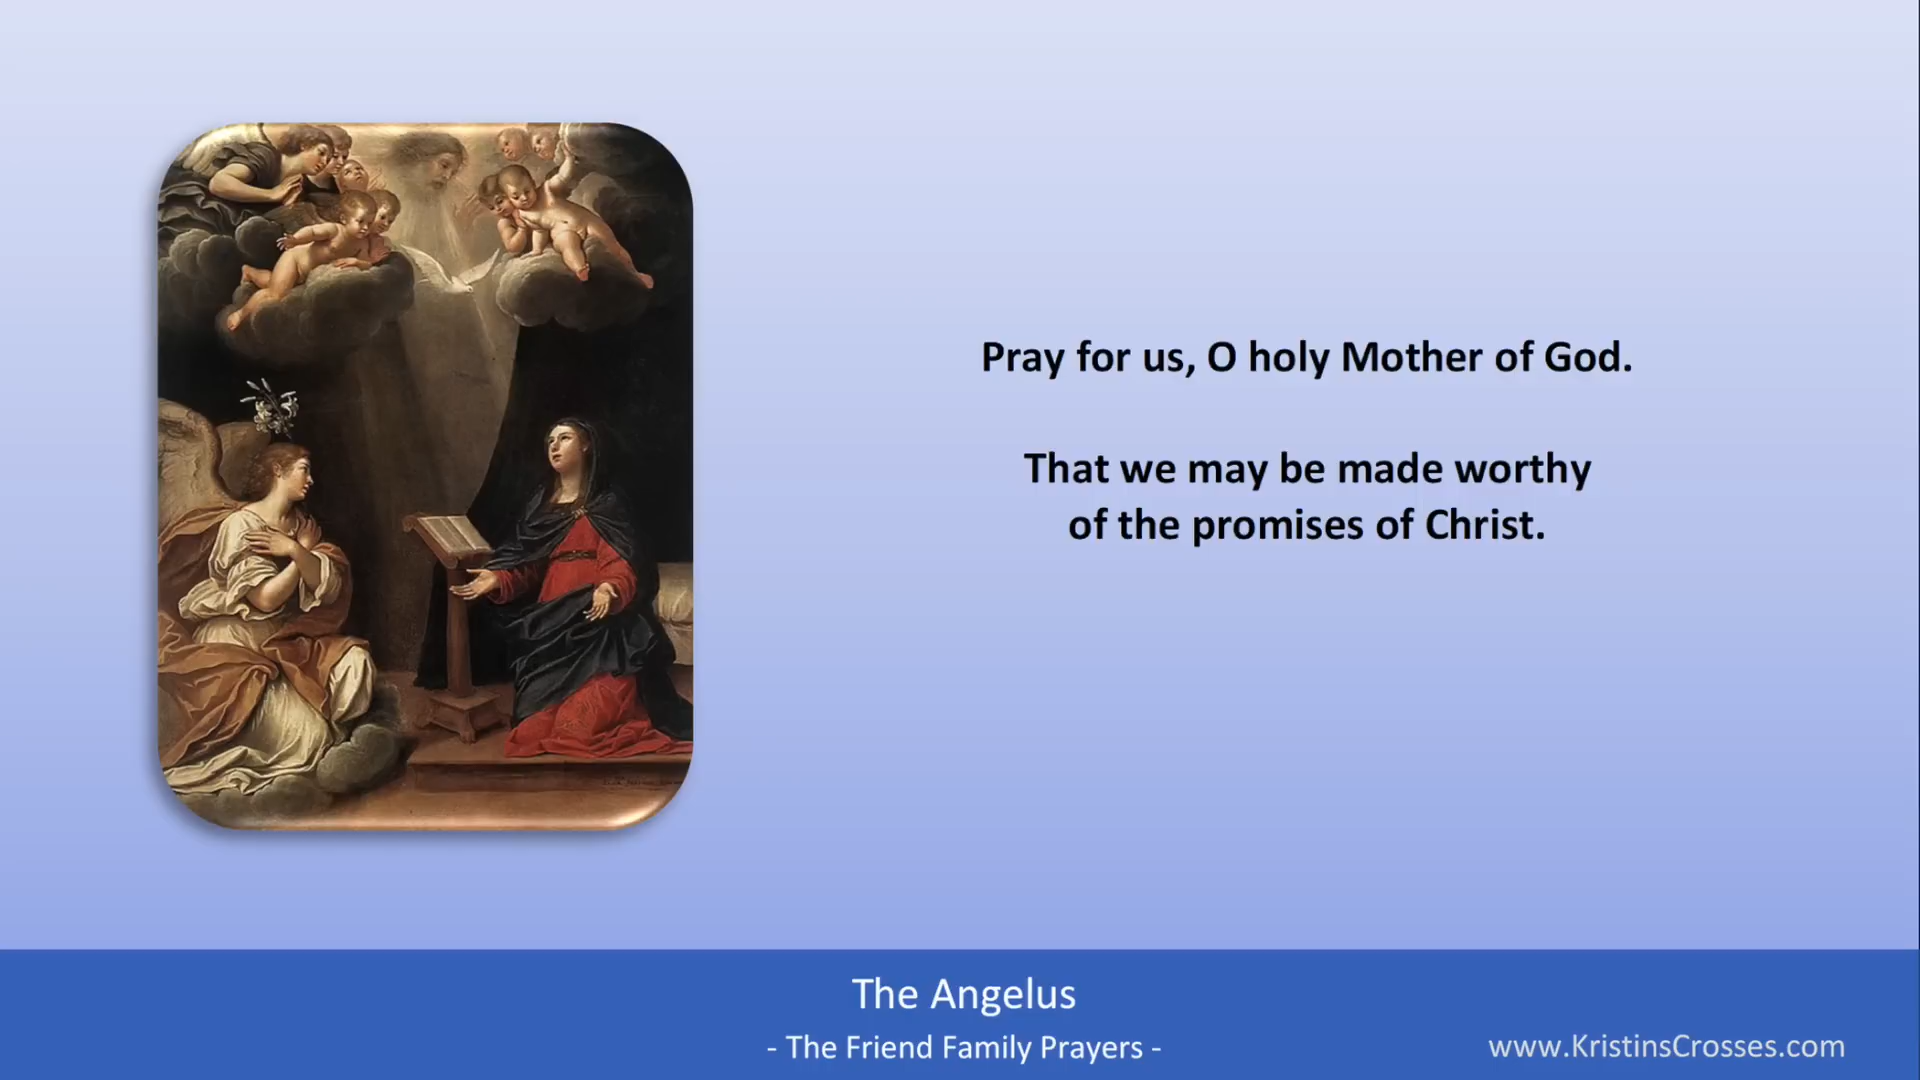 Pray for us, O holy Mother of God.
That we may be made worthy
of the promises of Christ.
The Angelus
- The Friend Family Prayers -
www.KristinsCrosses.com